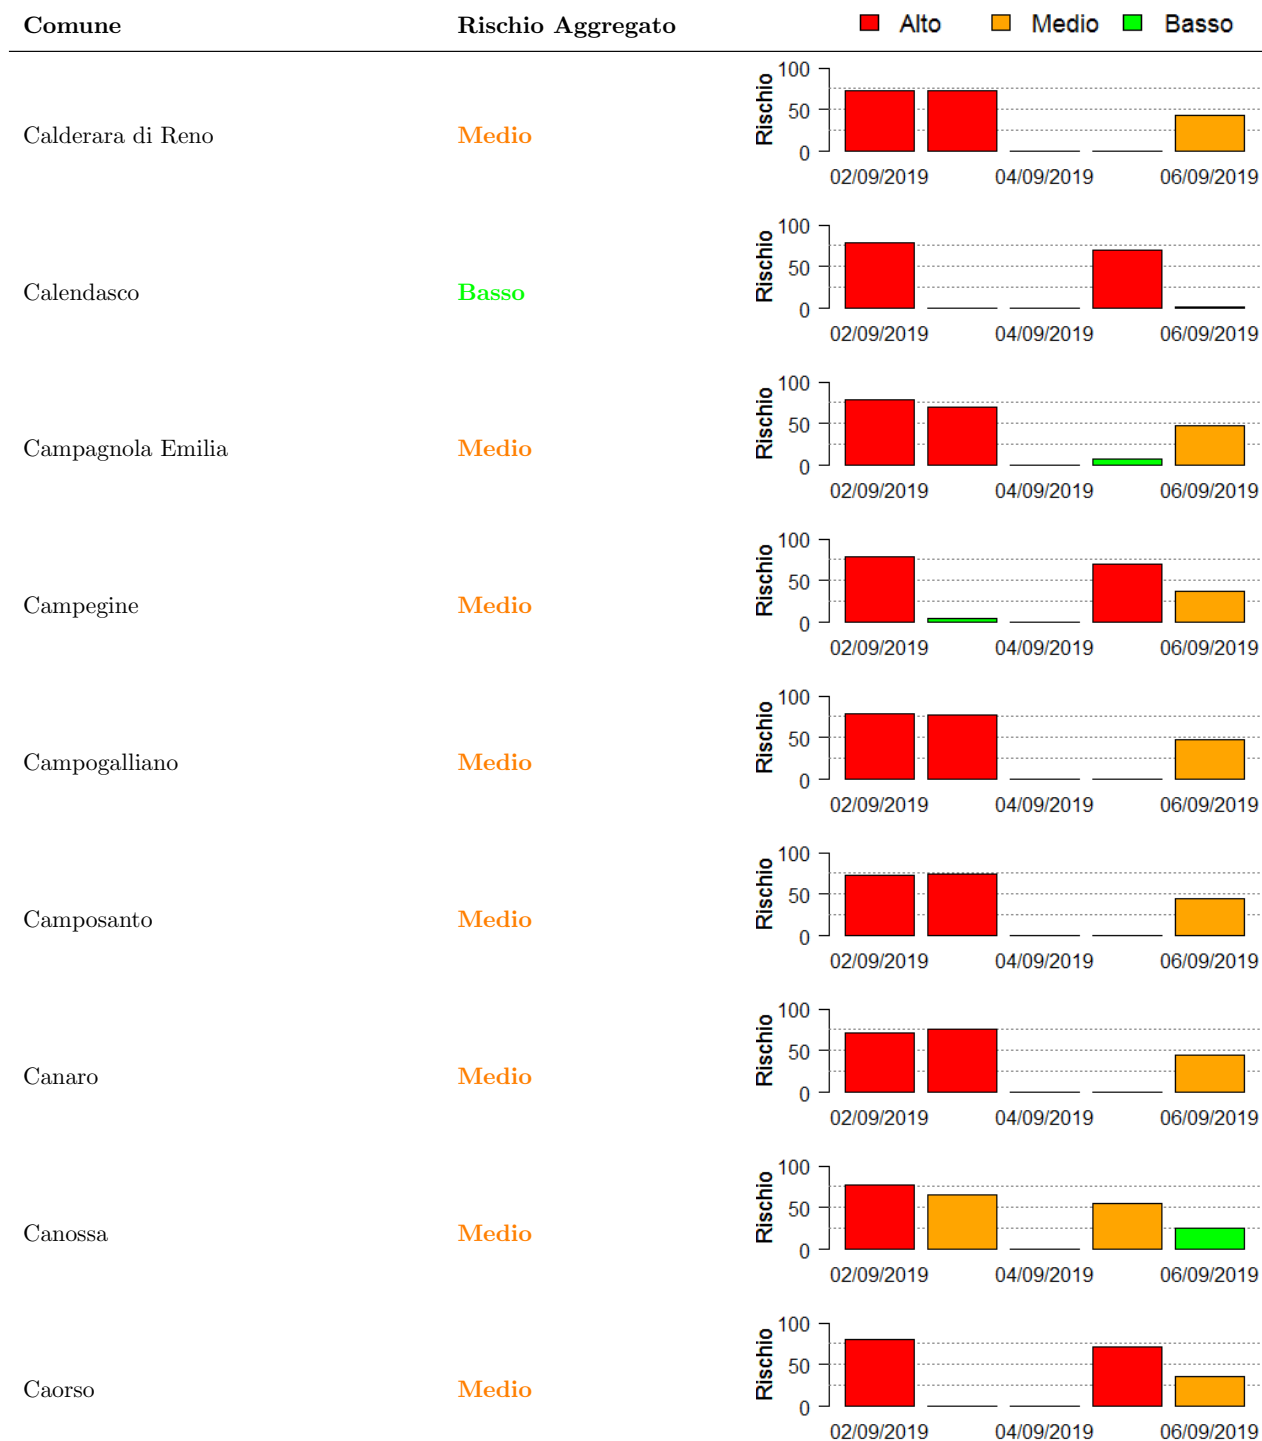 Comune Rischio Aggregato Alto Medio Basso
Calderara di Reno Medio
Rischio
100
50
0
02/09/2019 04/09/2019 06/09/2019
Calendasco Basso
Rischio
100
50
0
02/09/2019 04/09/2019 06/09/2019
Campagnola Emilia Medio
Rischio
100
50
0
02/09/2019 04/09/2019 06/09/2019
Campegine Medio
Rischio
100
50
0
02/09/2019 04/09/2019 06/09/2019
Campogalliano Medio
Rischio
100
50
0
02/09/2019 04/09/2019 06/09/2019
Camposanto Medio
Rischio
100
50
0
02/09/2019 04/09/2019 06/09/2019
Canaro Medio
Rischio
100
50
0
02/09/2019 04/09/2019 06/09/2019
Canossa Medio
Rischio
100
50
0
02/09/2019 04/09/2019 06/09/2019
Caorso Medio
Rischio
100
50
0
02/09/2019 04/09/2019 06/09/2019